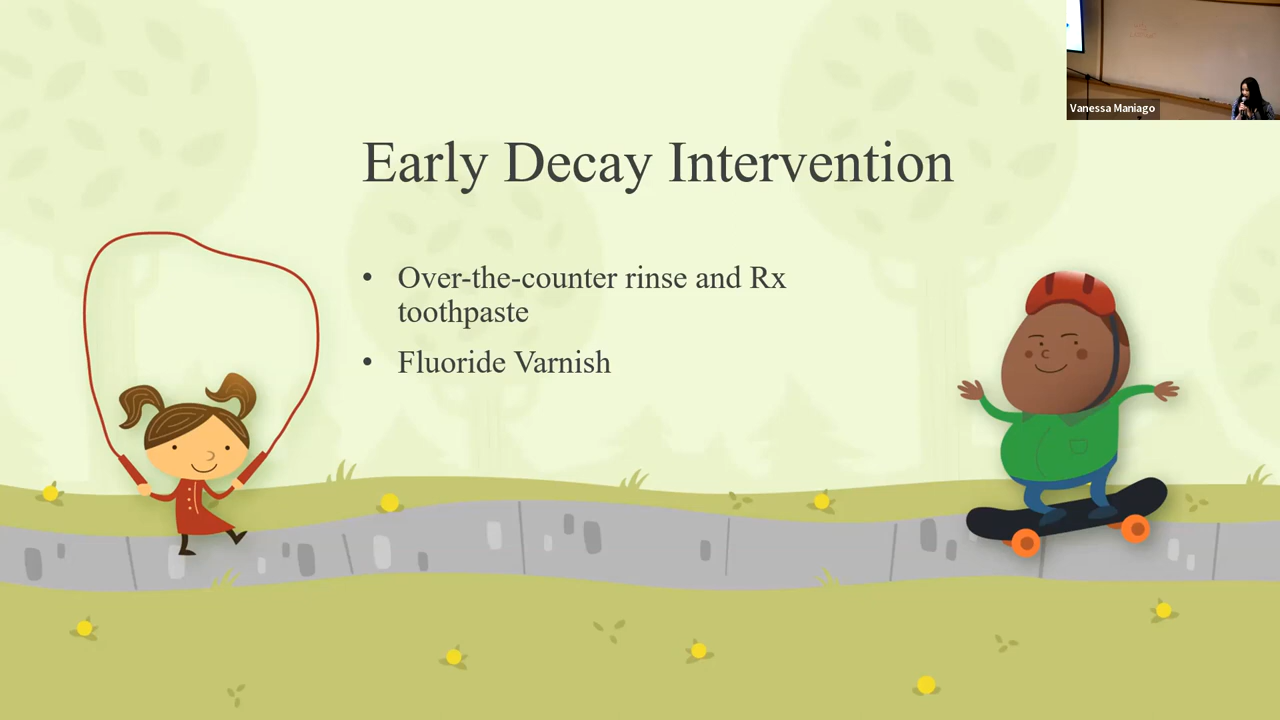 Vanessa Maniago
Early Decay Intervention
• Over-the-counter rinse and Rx
toothpaste
• Fluoride Varnish